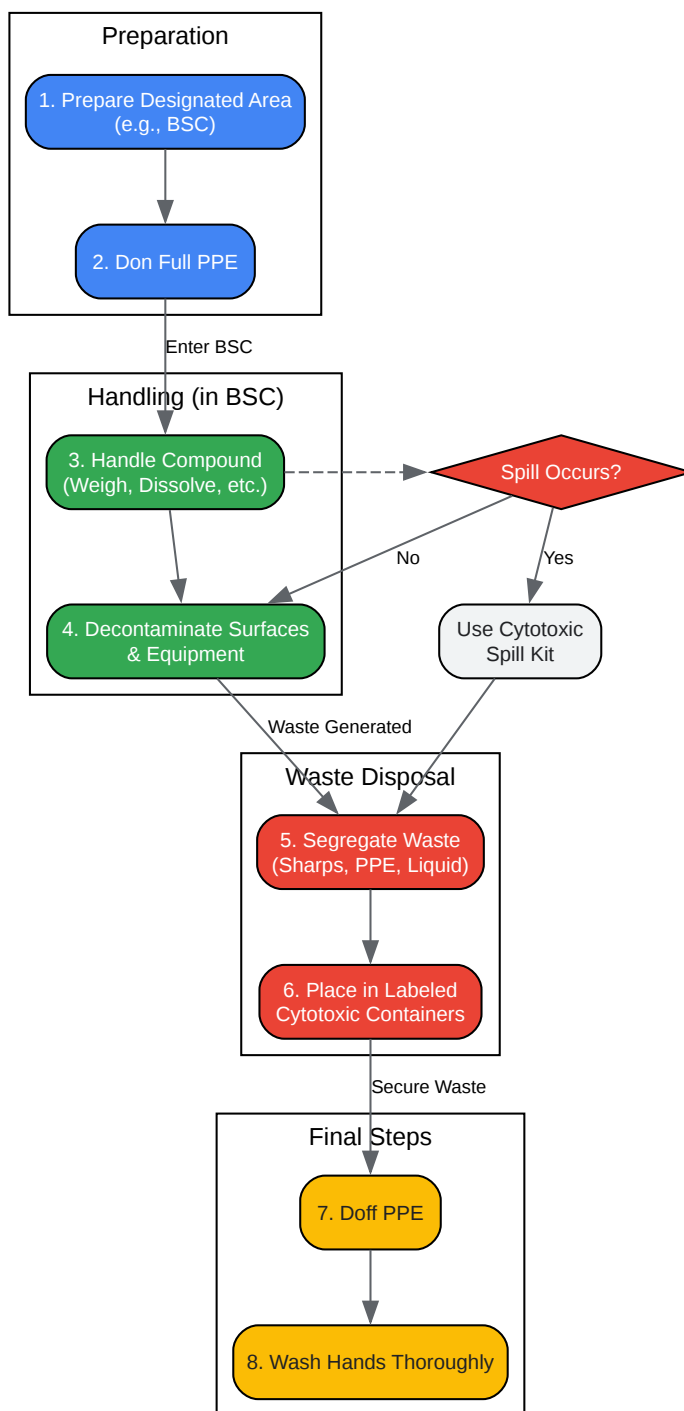 Preparation
1. Prepare Designated Area
(e.g., BSC)
2. Don Full PPE
Enter BSC
Handling (in BSC)
3. Handle Compound
(Weigh, Dissolve, etc.)
Spill Occurs?
No
Yes
4. Decontaminate Surfaces
& Equipment
Use Cytotoxic
Spill Kit
Waste Generated
Waste Disposal
5. Segregate Waste
(Sharps, PPE, Liquid)
6. Place in Labeled
Cytotoxic Containers
Secure Waste
Final Steps
7. Doff PPE
8. Wash Hands Thoroughly